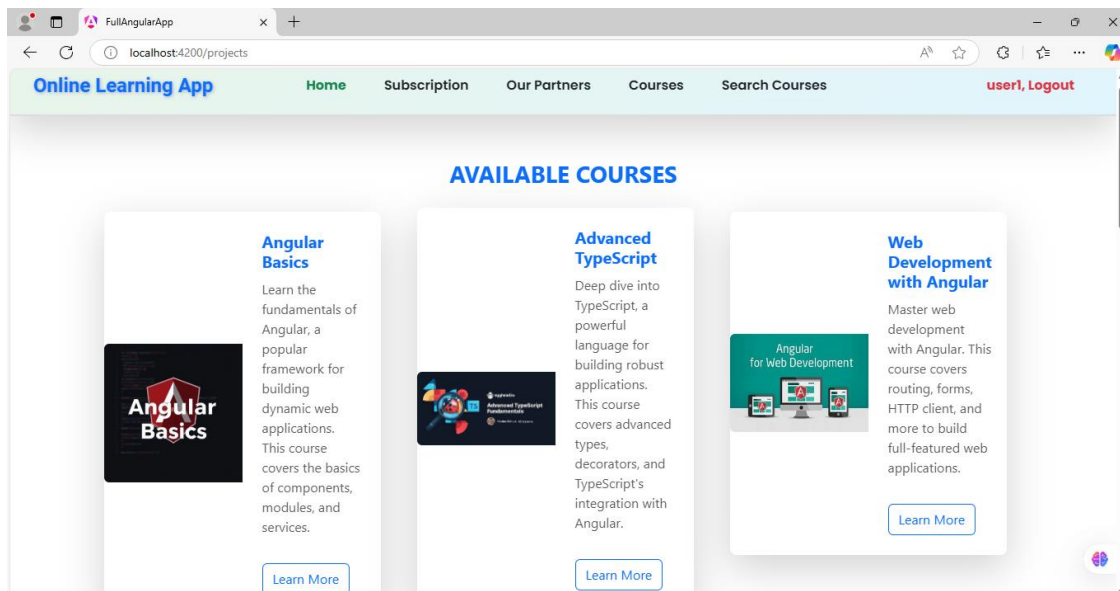 FullAngularApp
localhost:4200/projects
Online Learning App
Home
Subscription
Our Partners
Courses
Search Courses
user1, Logout
AVAILABLE COURSES
Angular
Basics
Angular
Basics
Learn the
fundamentals of
Angular, a
popular
framework for
building
dynamic web
applications.
This course
covers the basics
of components,
modules, and
services.
Learn More
Advanced TypeScript
Fundamentals
Advanced
TypeScript
Deep dive into
TypeScript, a
powerful
language for
building robust
applications.
This course
covers advanced
types,
decorators, and
TypeScript's
integration with
Angular.
Learn More
Angular
for Web Development
Web
Development
with Angular
Master web
development
with Angular. This
course covers
routing, forms,
HTTP client, and
more to build
full-featured web
applications.
Learn More